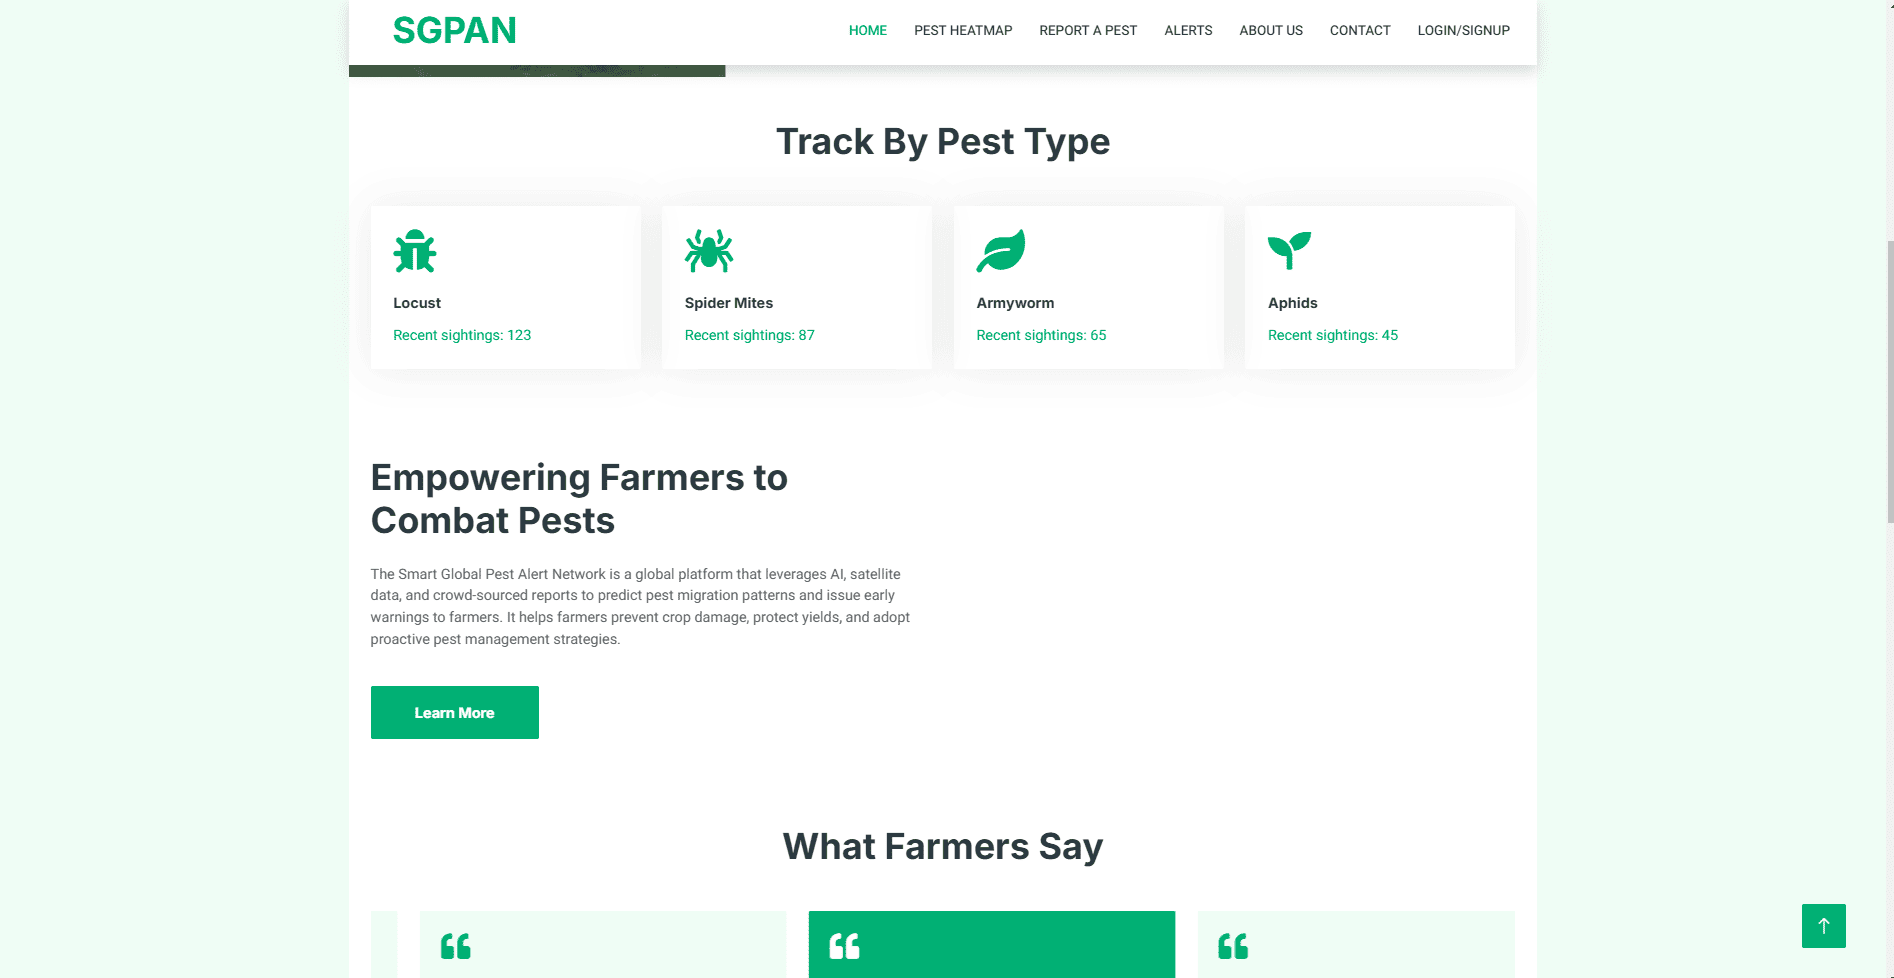 SGPAN
HOME PEST HEATMAP REPORT A PEST ALERTS ABOUT US CONTACT LOGIN/SIGNUP
Track By Pest Type
Locust
Recent sightings: 123
Spider Mites
Recent sightings: 87
Armyworm
Recent sightings: 65
Aphids
Recent sightings: 45
Empowering Farmers to
Combat Pests
The Smart Global Pest Alert Network is a global platform that leverages AI, satellite
data, and crowd-sourced reports to predict pest migration patterns and issue early
warnings to farmers. It helps farmers prevent crop damage, protect yields, and adopt
proactive pest management strategies.
Learn More
What Farmers Say